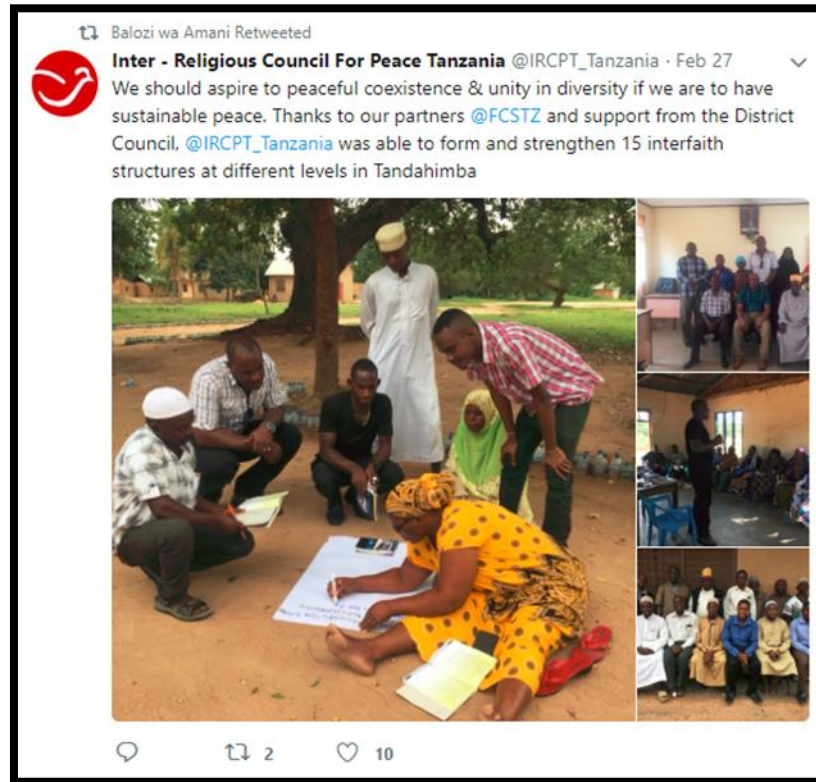 Balozi wa Amani Retweeted
Inter - Religious Council For Peace Tanzania @IRCPT_Tanzania · Feb 27
We should aspire to peaceful coexistence & unity in diversity if we are to have
sustainable peace. Thanks to our partners @FCSTZ and support from the District
Council, @IRCPT_Tanzania was able to form and strengthen 15 interfaith
structures at different levels in Tandahimba
2
10